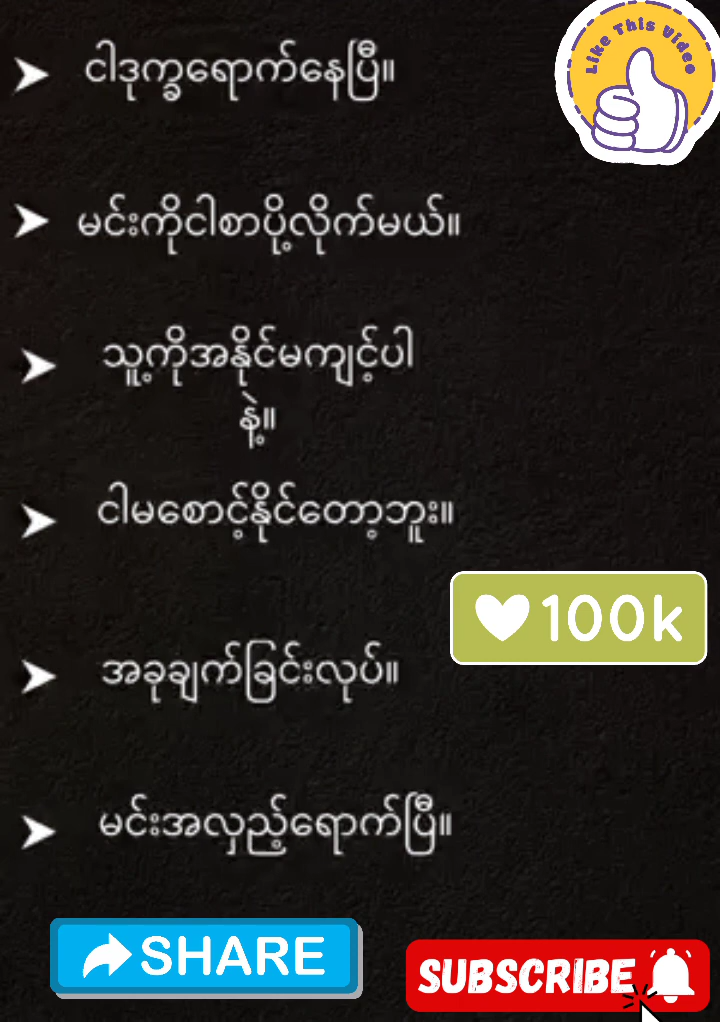 Like This Video
ငါဒုက္ခရောက်နေပြီ။
မင်းကိုငါစာပို့လိုက်မယ်။
သူ့ကိုအနိုင်မကျင့်ပါ
နဲ့။
ငါမစောင့်နိုင်တော့ဘူး။
100k
အခုချက်ခြင်းလုပ်။
မင်းအလှည့်ရောက်ပြီ။
SHARE
SUBSCRIBE